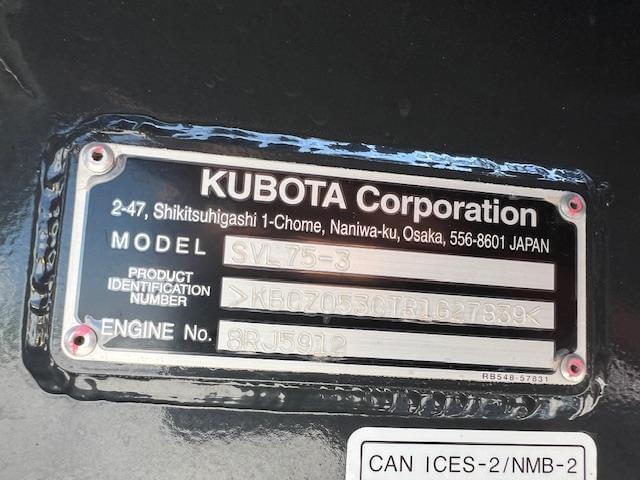 KUBOTA Corporation
2-47, Shikitsuhigashi 1-Chome, Naniwa-ku, Osaka, 556-8601 JAPAN
MODEL SVL75-3
PRODUCT IDENTIFICATION NUMBER >KBCZ053CTR1G27839<
ENGINE No. 8RJ5912
RB548-57831
CAN ICES-2/NMB-2